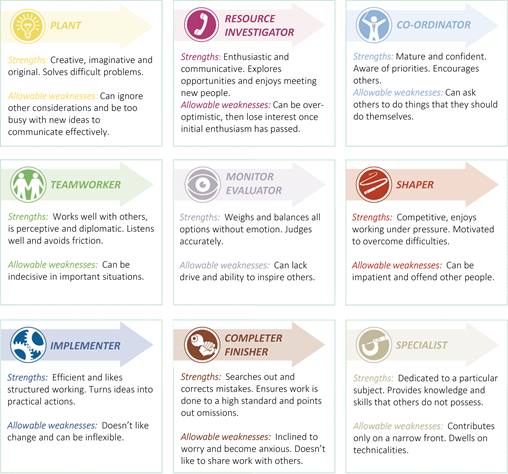 PLANT
Strengths: Creative, imaginative and
original. Solves difficult problems.
Allowable weaknesses: Can ignore
other considerations and be too
busy with new ideas to
communicate effectively.
RESOURCE
INVESTIGATOR
Strengths: Enthusiastic and
communicative. Explores
opportunities and enjoys meeting
new people.
Allowable weaknesses: Can be over-
optimistic, then lose interest once
initial enthusiasm has passed.
CO-ORDINATOR
Strengths: Mature and confident.
Aware of priorities. Encourages
others.
Allowable weaknesses: Can ask
others to do things that they should
do themselves.
TEAMWORKER
Strengths: Works well with others,
is perceptive and diplomatic. Listens
well and avoids friction.
Allowable weaknesses: Can be
indecisive in important situations.
MONITOR
EVALUATOR
Strengths: Weighs and balances all
options without emotion. Judges
accurately.
Allowable weaknesses: Can lack
drive and ability to inspire others.
SHAPER
Strengths: Competitive, enjoys
working under pressure. Motivated
to overcome difficulties.
Allowable weaknesses: Can be
impatient and offend other people.
IMPLEMENTER
Strengths: Efficient and likes
structured working. Turns ideas into
practical actions.
Allowable weaknesses: Doesn't like
change and can be inflexible.
COMPLETER
FINISHER
Strengths: Searches out and
corrects mistakes. Ensures work is
done to a high standard and points
out omissions.
Allowable weaknesses: Inclined to
worry and become anxious. Doesn't
like to share work with others.
SPECIALIST
Strengths: Dedicated to a particular
subject. Provides knowledge and
skills that others do not possess.
Allowable weaknesses: Contributes
only on a narrow front. Dwells on
technicalities.